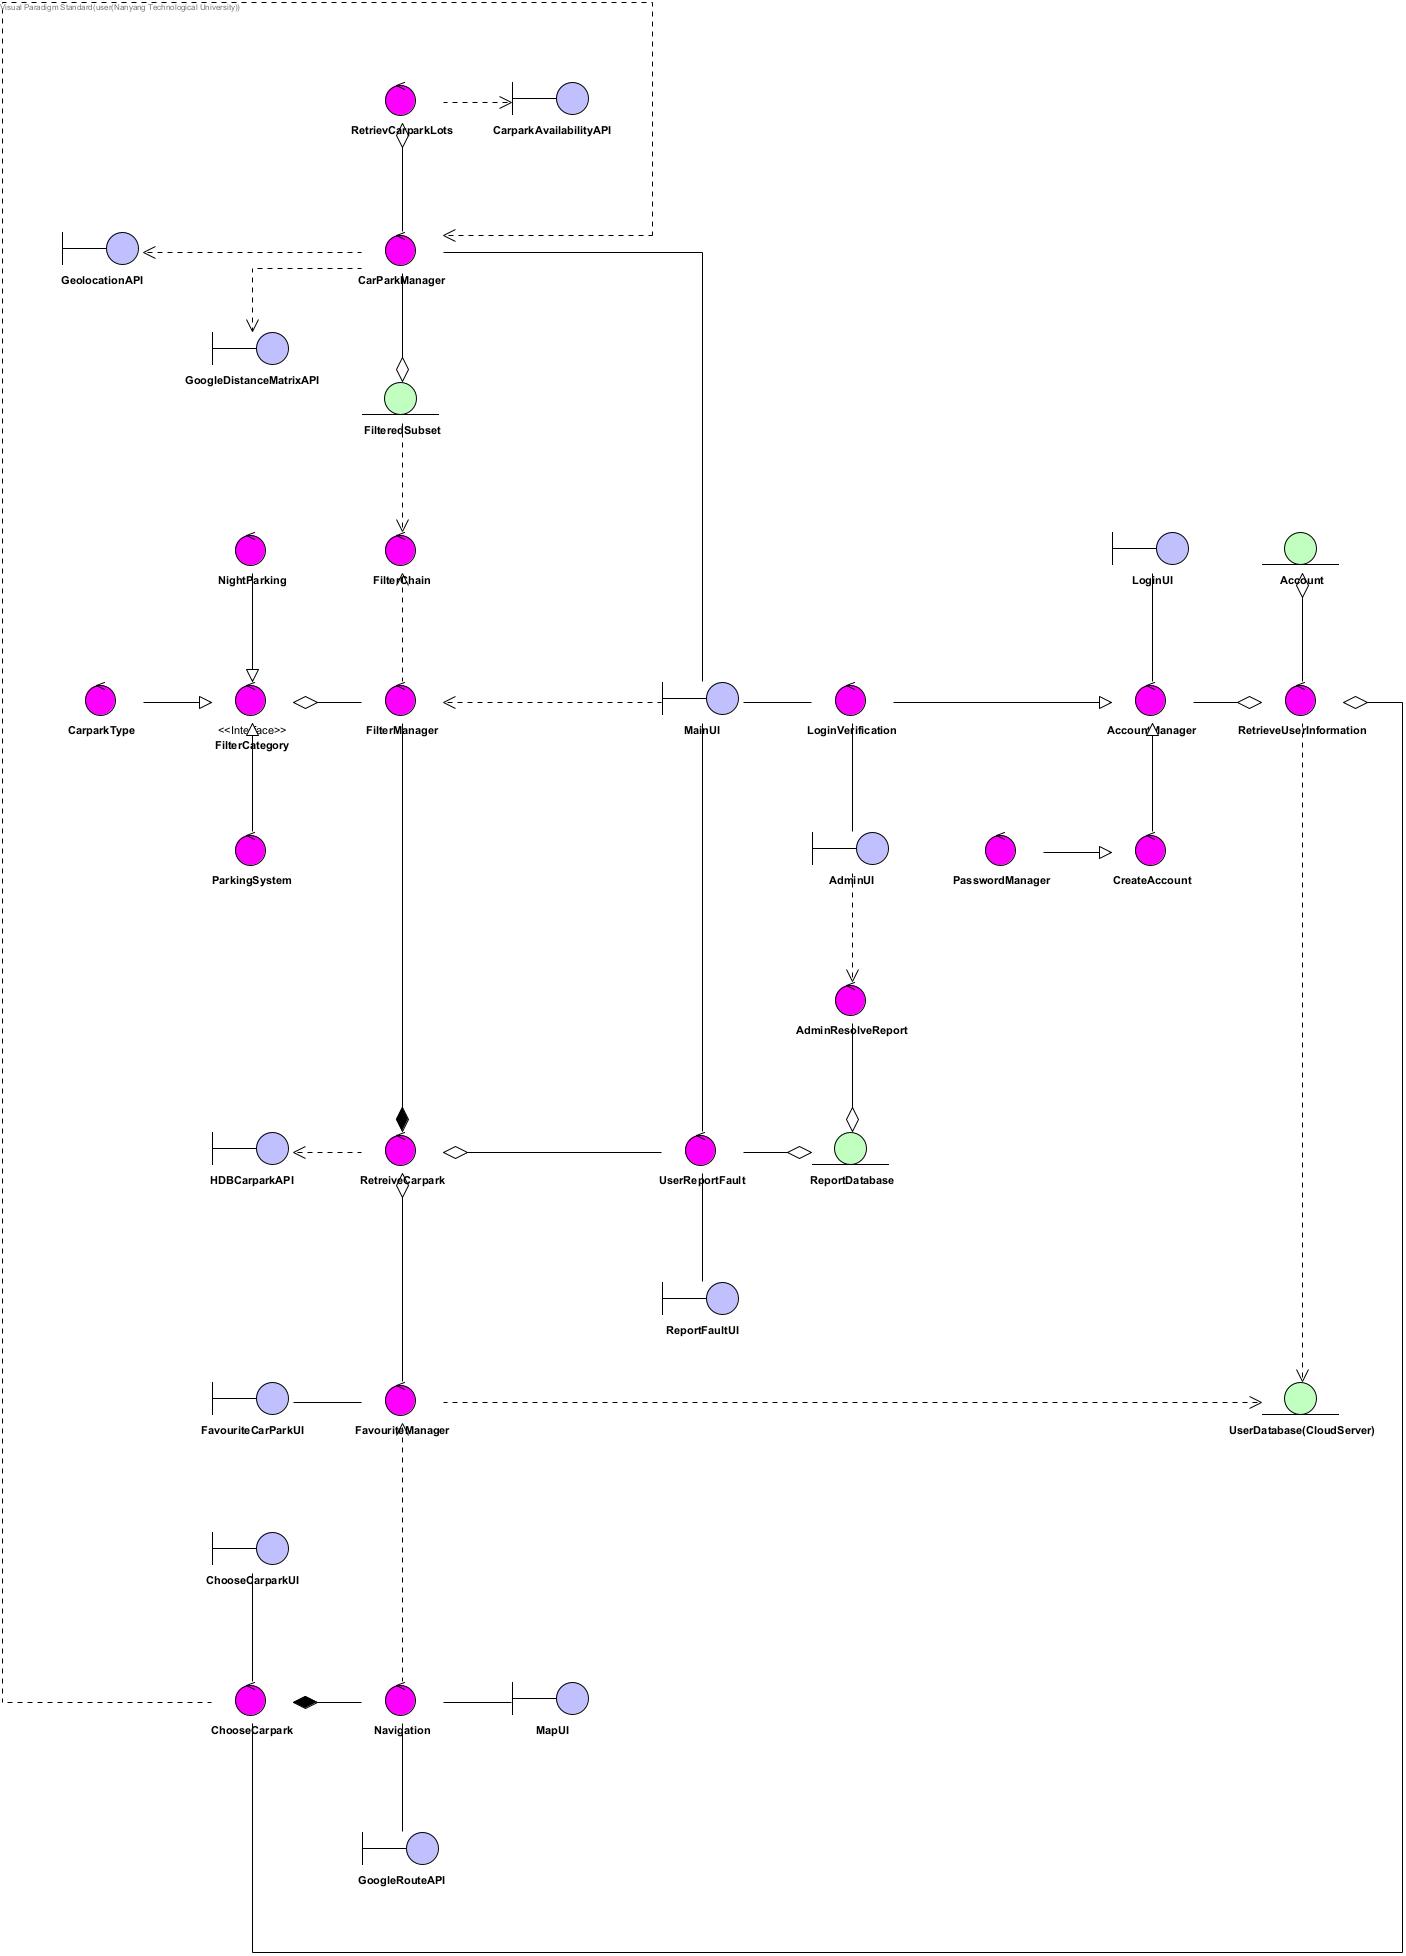 Visual Paradigm Standard(user(Nanyang Technological University))
RetrievCarparkLots
CarparkAvailabilityAPI
GeolocationAPI
CarParkManager
GoogleDistanceMatrixAPI
FilteredSubset
NightParking
FilterChain
LoginUI
Account
CarparkType
<<Interface>>
FilterCategory
FilterManager
MainUI
LoginVerification
AccountManager
RetrieveUserInformation
ParkingSystem
AdminUI
PasswordManager
CreateAccount
AdminResolveReport
HDBCarparkAPI
RetreiveCarpark
UserReportFault
ReportDatabase
ReportFaultUI
FavouriteCarParkUI
FavouriteManager
UserDatabase(CloudServer)
ChooseCarparkUI
ChooseCarpark
Navigation
MapUI
GoogleRouteAPI